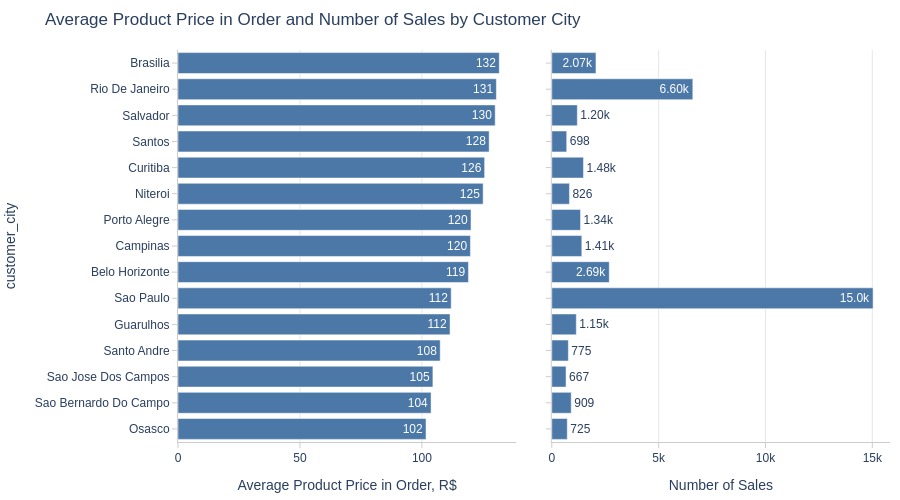 Average Product Price in Order and Number of Sales by Customer City
customer_city
Brasilia 132 2.07k
Rio De Janeiro 131 6.60k
Salvador 130 1.20k
Santos 128 698
Curitiba 126 1.48k
Niteroi 125 826
Porto Alegre 120 1.34k
Campinas 120 1.41k
Belo Horizonte 119 2.69k
Sao Paulo 112 15.0k
Guarulhos 112 1.15k
Santo Andre 108 775
Sao Jose Dos Campos 105 667
Sao Bernardo Do Campo 104 909
Osasco 102 725
0 50 100 0 5k 10k 15k
Average Product Price in Order, R$ Number of Sales